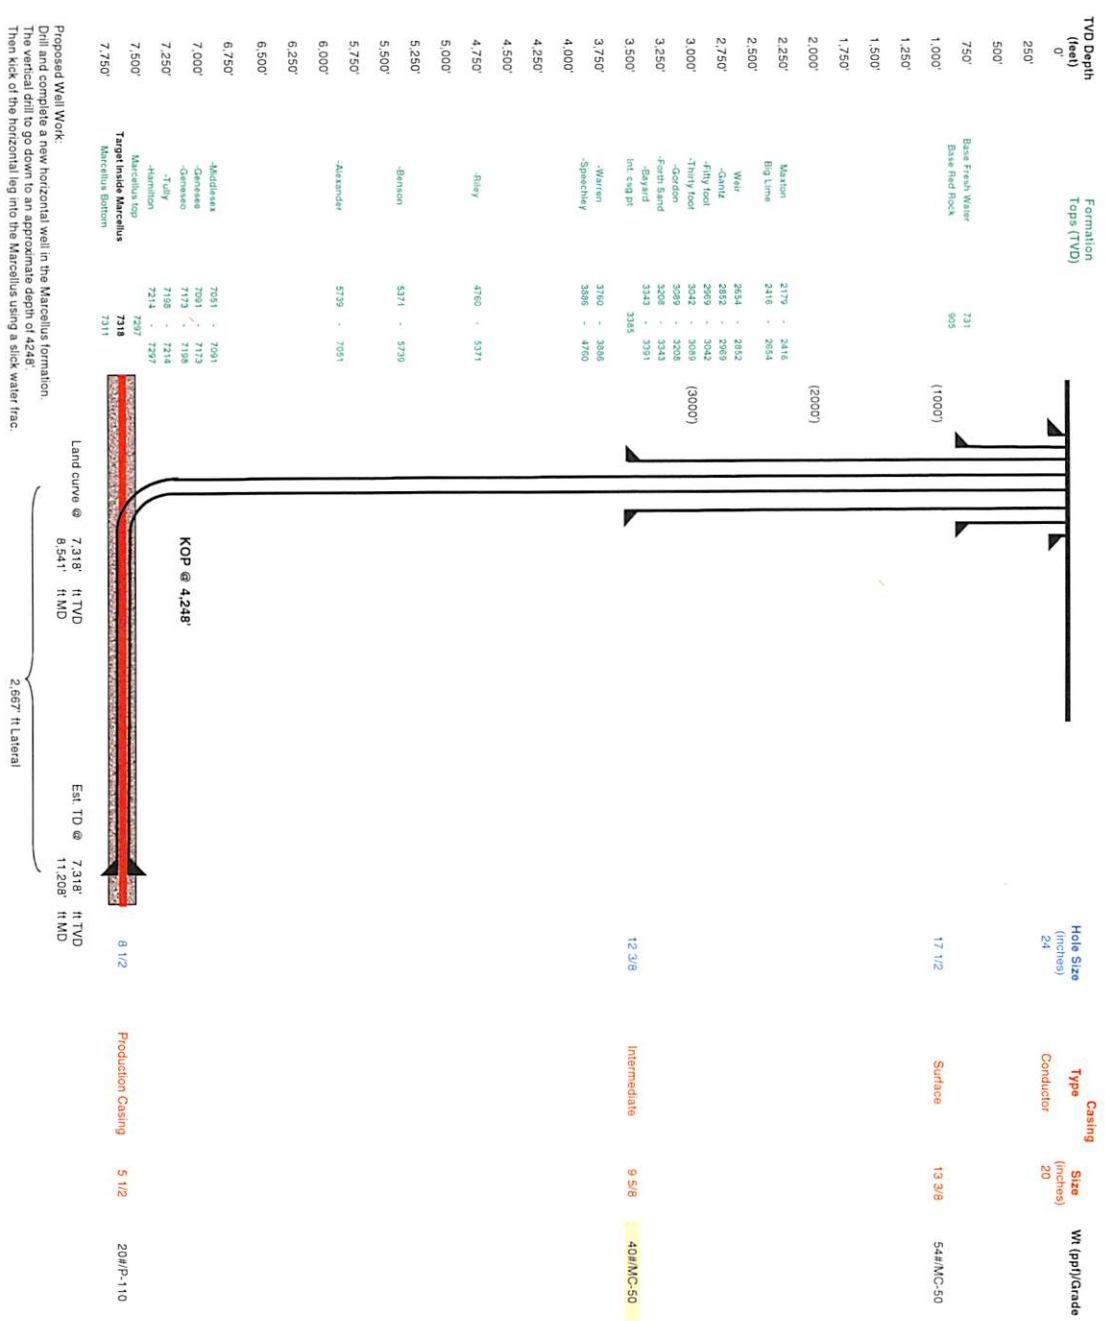 TVD Depth
(feet)
Formation
Tops (TVD)
Hole Size
(inches)
Casing
Type
Size
(inches)
Wt (ppf)/Grade
0'
24
Conductor
20
250'
500'
750'
Base Fresh Water 731
Base Red Rock 905
1,000'
(1000')
17 1/2
Surface
13 3/8
54#/MC-50
1,250'
1,500'
1,750'
2,000'
(2000')
2,250'
Maxton 2179 - 2416
Big Lime 2416 - 2654
2,500'
Weir 2654 - 2852
2,750'
-Gantz 2852 - 2969
-Fifty foot 2969 - 3042
3,000'
-Thirty foot 3042 - 3089
(3000')
-Gordon 3089 - 3208
3,250'
-Forth Sand 3208 - 3343
-Bayard 3343 - 3391
3,500'
Int. csg pt 3385
12 3/8
Intermediate
9 5/8
40#/MC-50
3,750'
-Warren 3760 - 3886
-Speechley 3886 - 4760
4,000'
4,250'
4,500'
4,750'
-Riley 4760 - 5371
5,000'
5,250'
-Benson 5371 - 5739
5,500'
5,750'
-Alexander 5739 - 7051
6,000'
6,250'
6,500'
6,750'
-Middlesex 7051 - 7091
7,000'
-Genesee 7091 - 7173
-Geneseo 7173 - 7198
KOP @ 4,248'
7,250'
-Tully 7198 - 7214
-Hamilton 7214 - 7297
7,500'
Marcellus top 7297
Target Inside Marcellus 7318
8 1/2
Production Casing
5 1/2
20#/P-110
7,750'
Marcellus Bottom 7311
Land curve @ 7,318' ft TVD
8,541' ft MD
Est. TD @ 7,318' ft TVD
11,208' ft MD
2,667' ft Lateral
Proposed Well Work:
Drill and complete a new horizontal well in the Marcellus formation.
The vertical drill to go down to an approximate depth of 4248'.
Then kick of the horizontal leg into the Marcellus using a slick water frac.